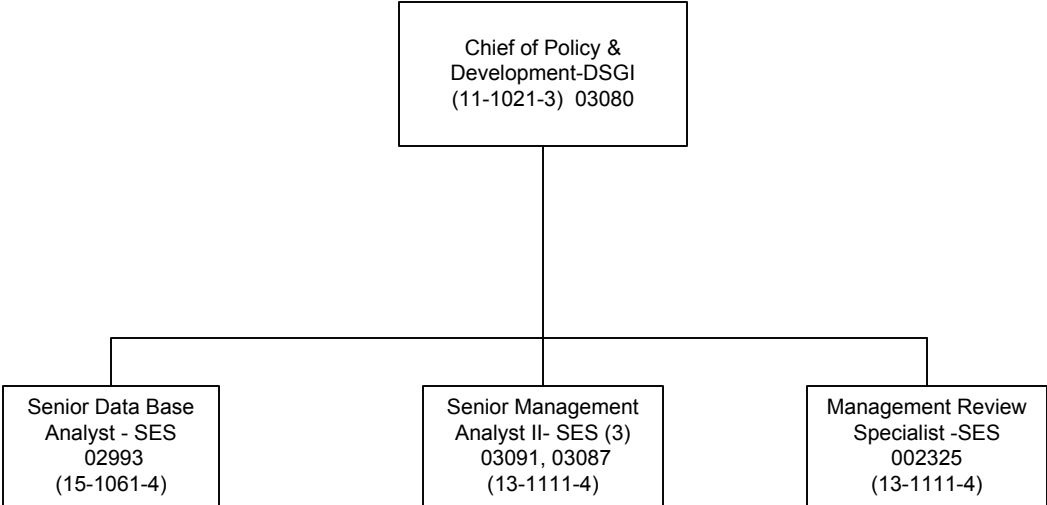 Chief of Policy &
Development-DSGI
(11-1021-3)  03080
Senior Data Base
Analyst - SES
02993
(15-1061-4)
Senior Management
Analyst II- SES (3)
03091, 03087
(13-1111-4)
Management Review
Specialist -SES
002325
(13-1111-4)